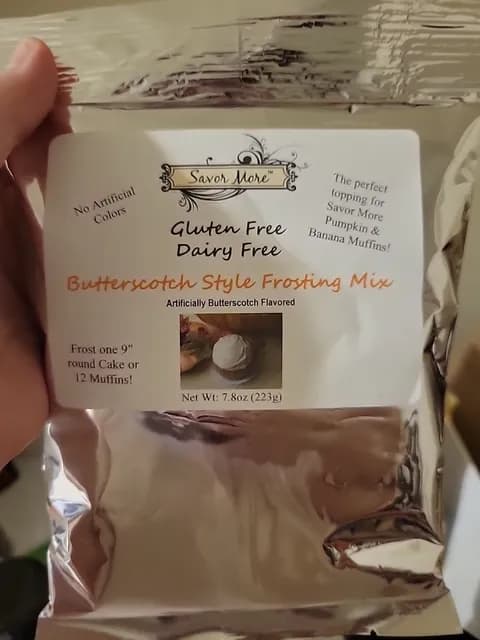 Savor More™
No Artificial
Colors
The perfect
topping for
Savor More
Pumpkin &
Banana Muffins!
Gluten Free
Dairy Free
Butterscotch Style Frosting Mix
Artificially Butterscotch Flavored
Frost one 9"
round Cake or
12 Muffins!
Net Wt: 7.8oz (223g)